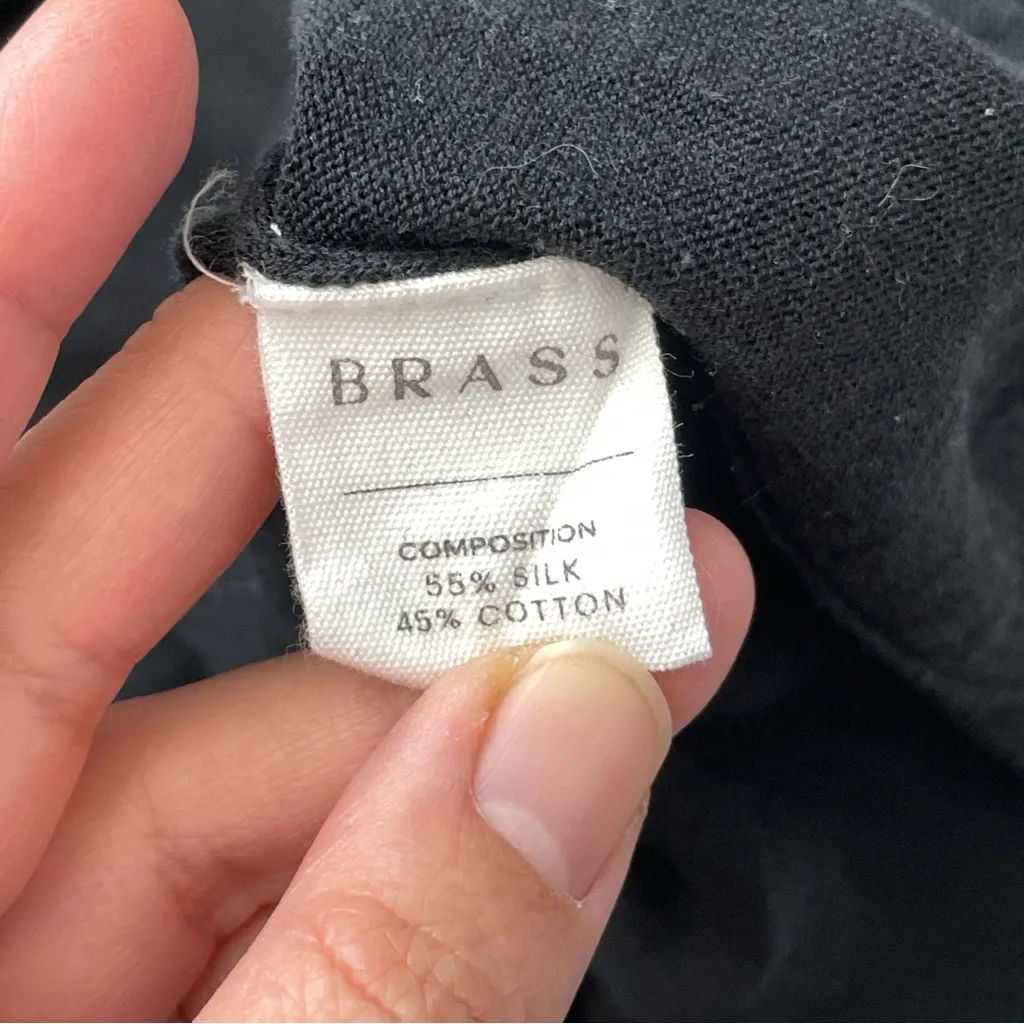 BRASS
COMPOSITION
55% SILK
45% COTTON